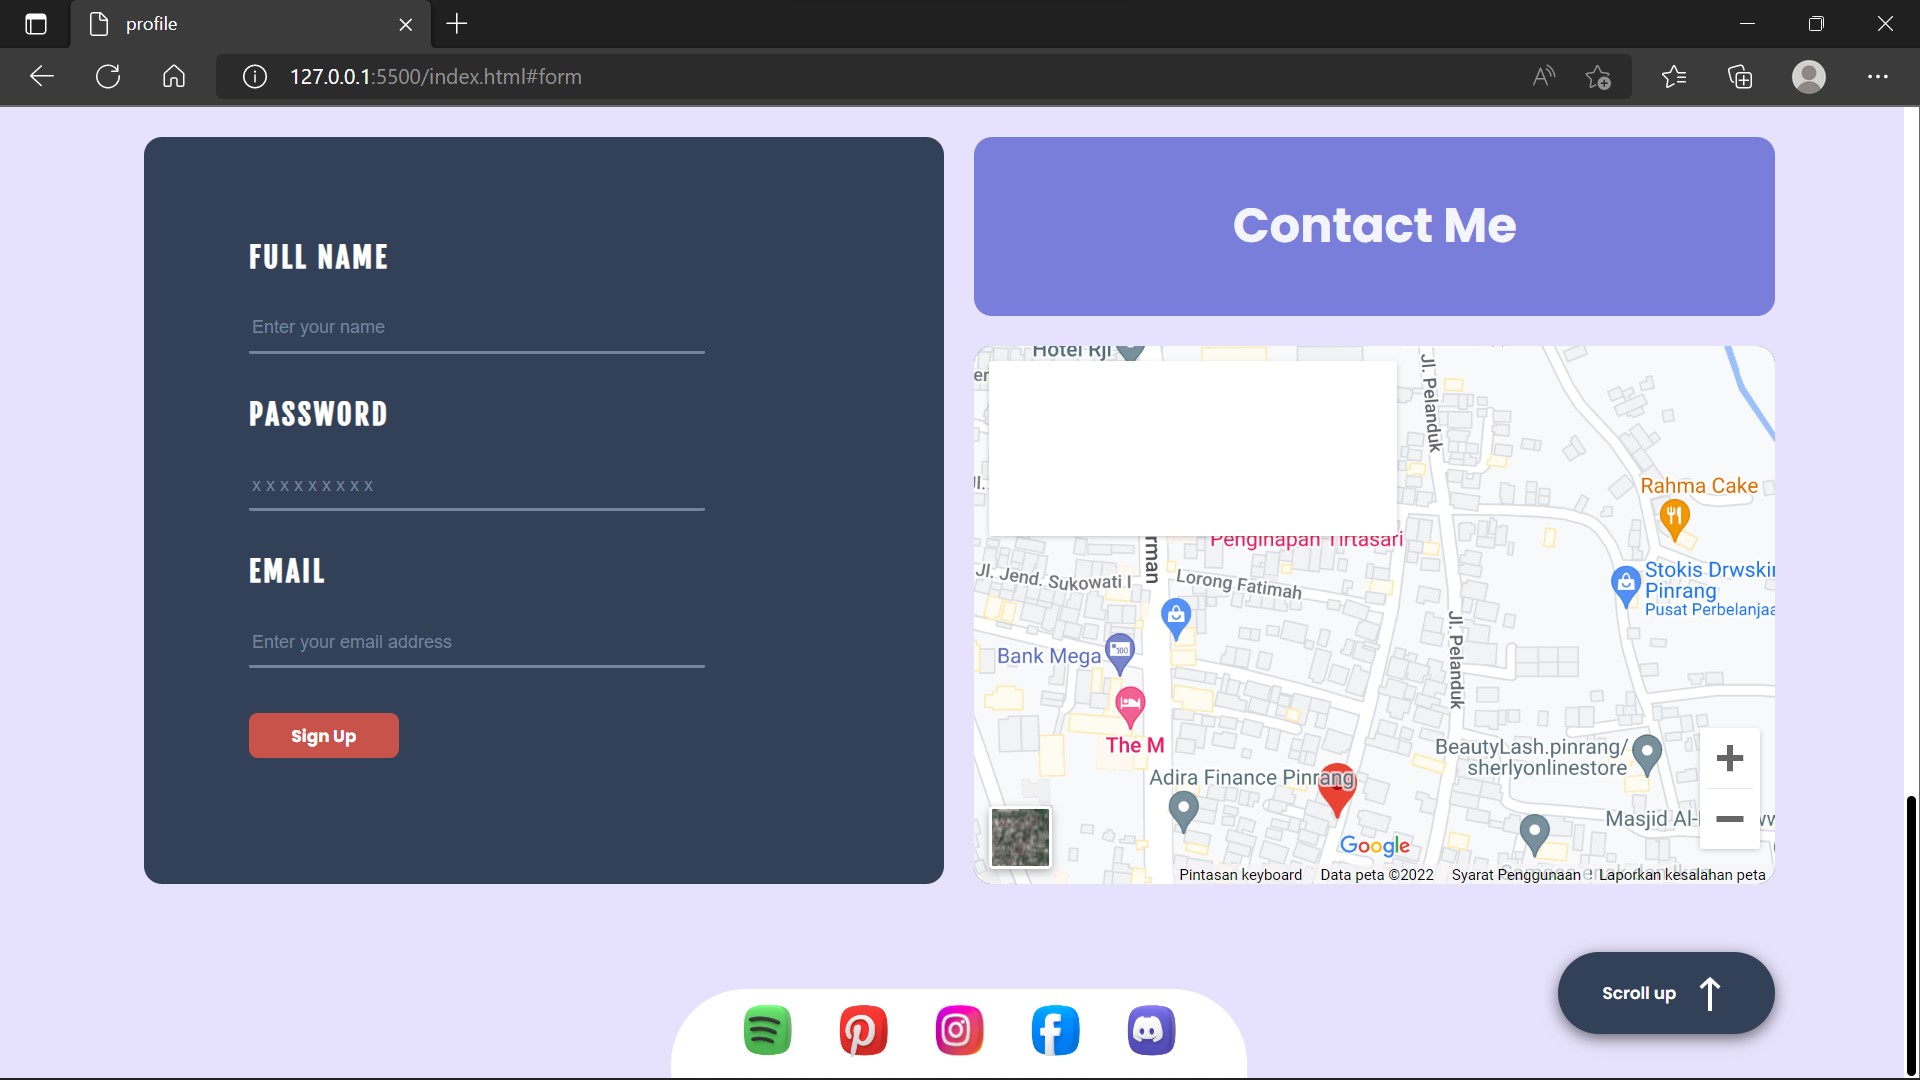 profile
127.0.0.1:5500/index.html#form
FULL NAME
Enter your name
PASSWORD
x x x x x x x x x
EMAIL
Enter your email address
Sign Up
Contact Me
Hotel Rji
Jl. Pelanduk
Rahma Cake
Penginapan Tirtasari
Jl. Jend. Sukowati I
rman
Lorong Fatimah
Stokis Drwski
Pinrang
Pusat Perbelanjaa
Bank Mega
Jl. Pelanduk
The M
BeautyLash.pinrang/
sherlyonlinestore
Adira Finance Pinrang
Masjid Al-
Google
Pintasan keyboard
Data peta ©2022
Syarat Penggunaan
Laporkan kesalahan peta
Scroll up